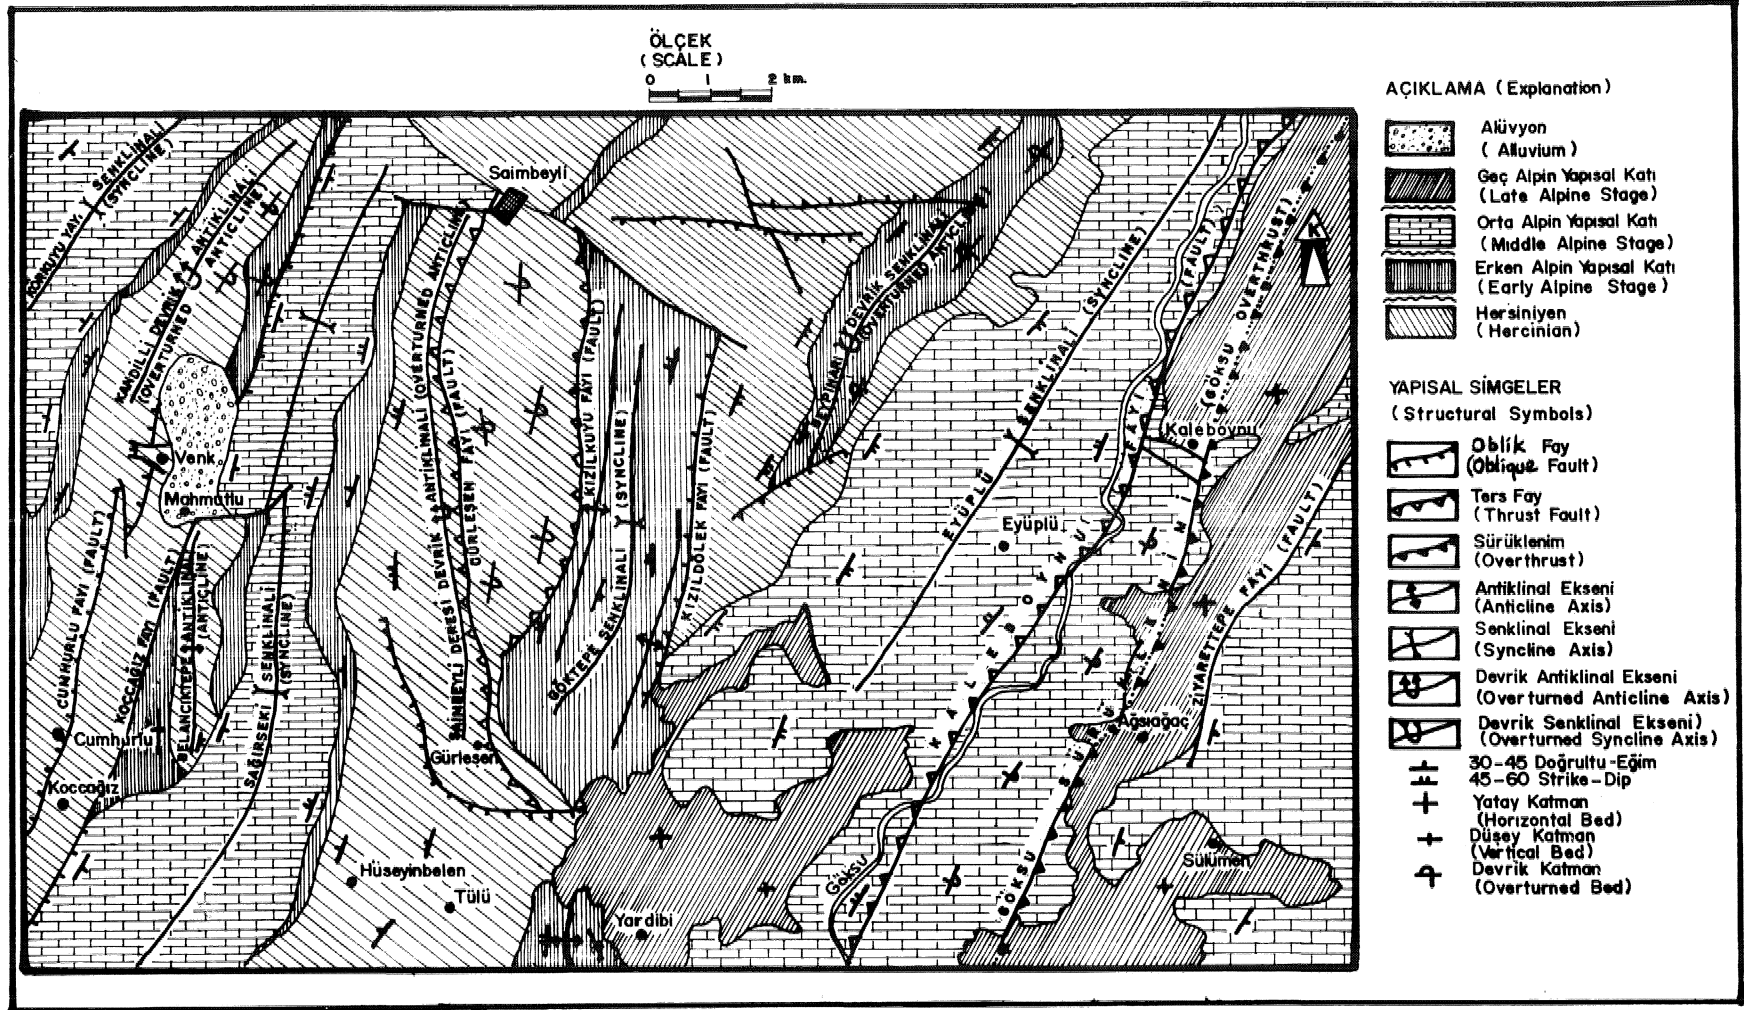 ÖLÇEK
(SCALE)
0 1 2 km.
AÇIKLAMA (Explanation)
Alüvyon
(Alluvium)
Geç Alpin Yapısal Katı
(Late Alpine Stage)
Orta Alpin Yapısal Katı
(Middle Alpine Stage)
Erken Alpin Yapısal Katı
(Early Alpine Stage)
Hersiniyen
(Hercinian)
YAPISAL SİMGELER
(Structural Symbols)
Oblik Fay
(Oblique Fault)
Ters Fay
(Thrust Fault)
Sürüklenim
(Overthrust)
Antiklinal Ekseni
(Anticline Axis)
Senklinal Ekseni
(Syncline Axis)
Devrik Antiklinal Ekseni
(Overturned Anticline Axis)
Devrik Senklinal Ekseni)
(Overturned Syncline Axis)
30-45 Doğrultu-Eğim
45-60 Strike-Dip
Yatay Katman
(Horizontal Bed)
Düşey Katman
(Vertical Bed)
Devrik Katman
(Overturned Bed)
K
KORKUYU YAY. SENKLİNALİ
(SYNCLINE)
KANDİLLİ DEVRİK ANTİKLİNALİ
(OVERTURNED ANTICLINE)
Saimbeyli
SAİMBEYLİ DERESİ DEVRİK ANTİKLİNALİ (OVERTURNED ANTICLINE)
GÜRLEŞEN FAYI (FAULT)
KIZILKUYU FAYI (FAULT)
GÖKTEPE SENKLİNALİ (SYNCLINE)
KIZILDÖLEK FAYI (FAULT)
DEVRİK SENKLİNALİ
EYÜPLÜ SENKLİNALİ (SYNCLINE)
KALEBOYNU FAYI (FAULT)
GÖKSU SÜRÜKLENİMİ (GÖKSU OVERTHRUST)
ZİYARETTEPE FAYI (FAULT)
Kaleboynu
Eyüplü
Venk
Mahmutlu
CUMHURLU FAYI (FAULT)
KOCCAĞIZ FAYI (FAULT)
BELANCIKTEPE ANTİKLİNALİ
(ANTICLINE)
SAĞIRSEKİ SENKLİNALİ
(SYNCLINE)
Cumhurlu
Koccağız
Gürleşen
Ağsıağaç
Hüseyinbelen
Tülü
Yardibi
Göksu
Sülümen